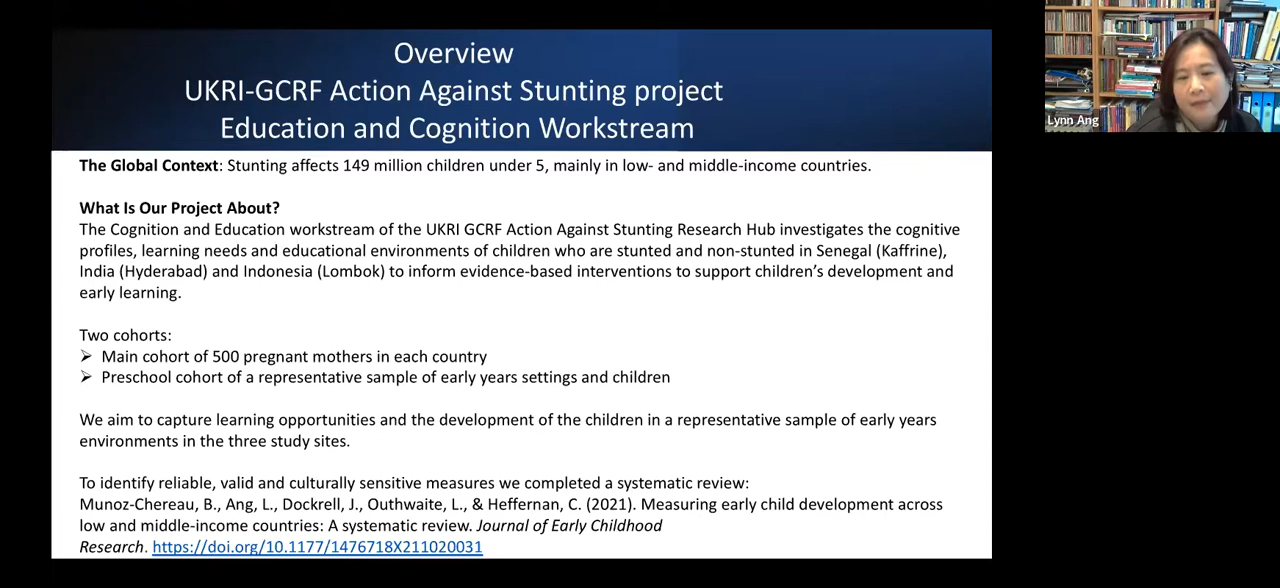 Overview
UKRI-GCRF Action Against Stunting project
Education and Cognition Workstream
Lynn Ang
The Global Context: Stunting affects 149 million children under 5, mainly in low- and middle-income countries.
What Is Our Project About?
The Cognition and Education workstream of the UKRI GCRF Action Against Stunting Research Hub investigates the cognitive
profiles, learning needs and educational environments of children who are stunted and non-stunted in Senegal (Kaffrine),
India (Hyderabad) and Indonesia (Lombok) to inform evidence-based interventions to support children's development and
early learning.
Two cohorts:
➢ Main cohort of 500 pregnant mothers in each country
➢ Preschool cohort of a representative sample of early years settings and children
We aim to capture learning opportunities and the development of the children in a representative sample of early years
environments in the three study sites.
To identify reliable, valid and culturally sensitive measures we completed a systematic review:
Munoz-Chereau, B., Ang, L., Dockrell, J., Outhwaite, L., & Heffernan, C. (2021). Measuring early child development across
low and middle-income countries: A systematic review. Journal of Early Childhood
Research. https://doi.org/10.1177/1476718X211020031